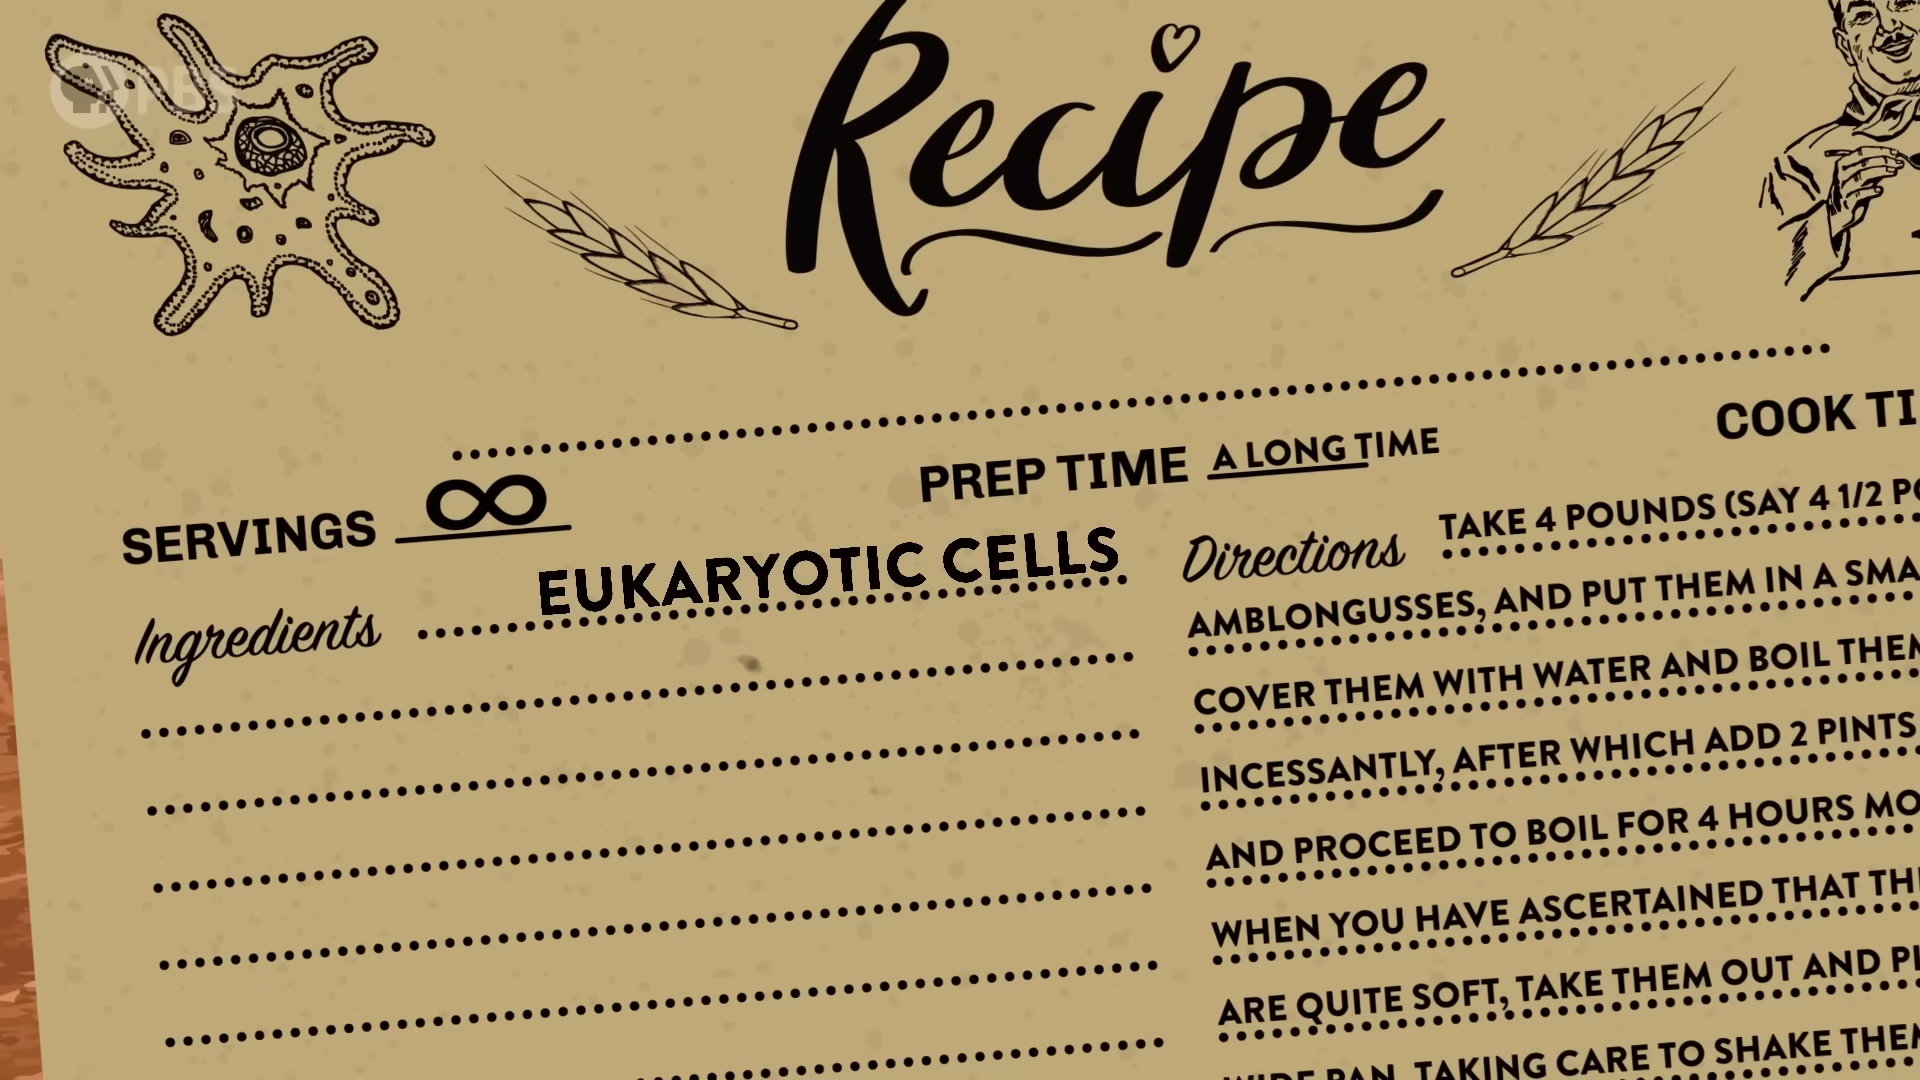 PBS
Recipe
SERVINGS ∞
PREP TIME A LONG TIME
COOK TI
Ingredients EUKARYOTIC CELLS
Directions TAKE 4 POUNDS (SAY 4 1/2 PO
AMBLONGUSSES, AND PUT THEM IN A SMA
COVER THEM WITH WATER AND BOIL THEM
INCESSANTLY, AFTER WHICH ADD 2 PINTS
AND PROCEED TO BOIL FOR 4 HOURS MO
WHEN YOU HAVE ASCERTAINED THAT THE
ARE QUITE SOFT, TAKE THEM OUT AND PL
WIDE PAN, TAKING CARE TO SHAKE THEM